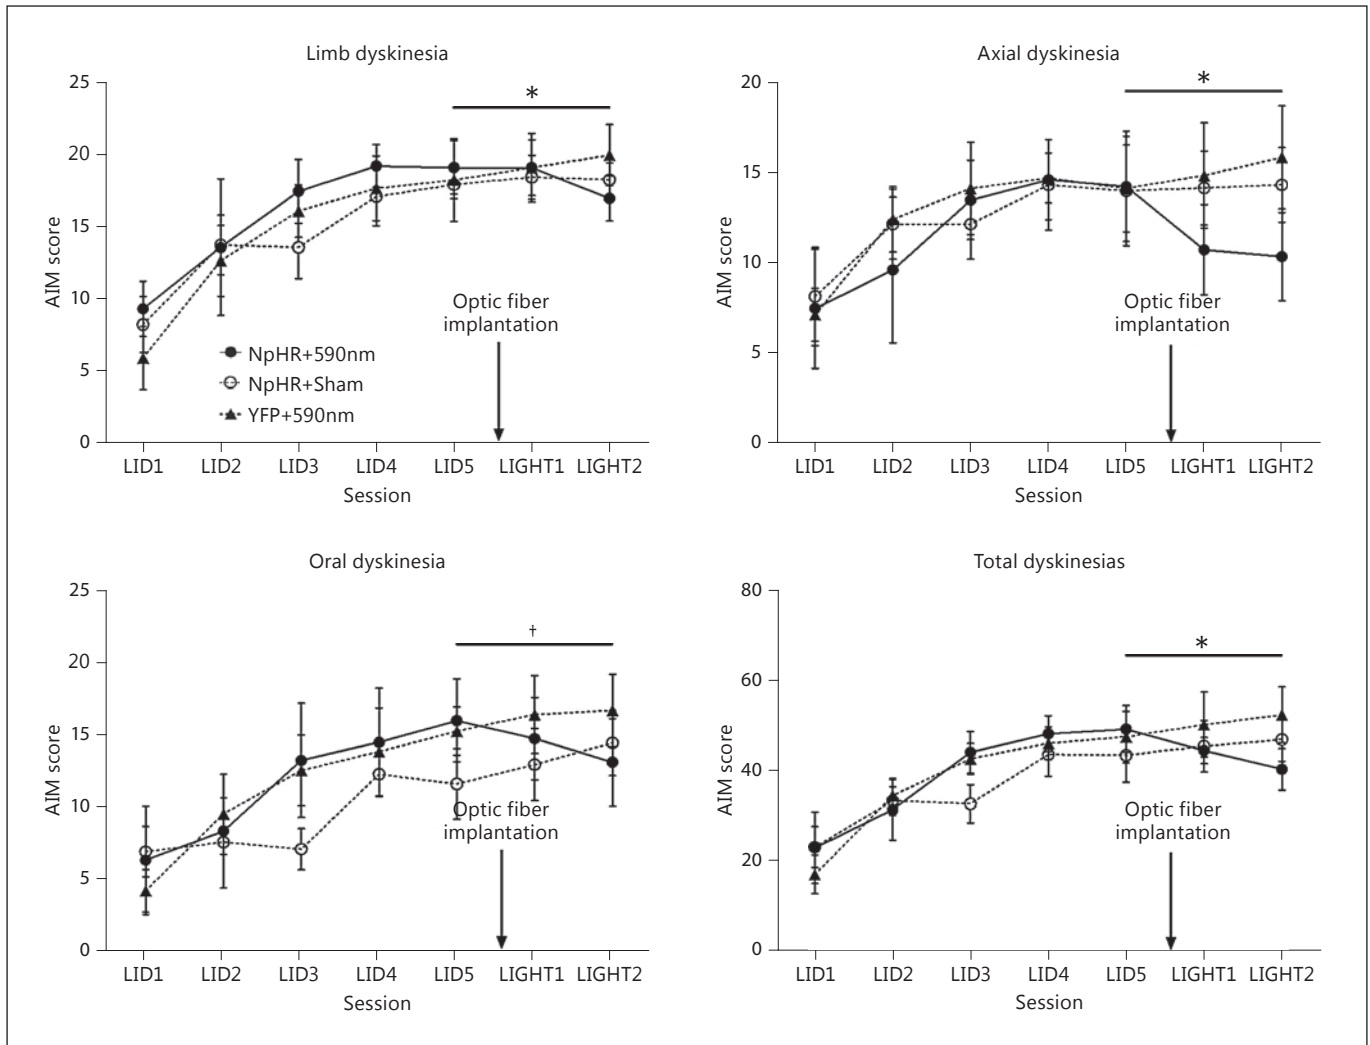 Limb dyskinesia
25
20
15
10
5
0
AIM score
*
Optic fiber
implantation
NpHR+590nm
NpHR+Sham
YFP+590nm
LID1 LID2 LID3 LID4 LID5 LIGHT1 LIGHT2
Session
Axial dyskinesia
20
15
10
5
0
AIM score
*
Optic fiber
implantation
LID1 LID2 LID3 LID4 LID5 LIGHT1 LIGHT2
Session
Oral dyskinesia
25
20
15
10
5
0
AIM score
†
Optic fiber
implantation
LID1 LID2 LID3 LID4 LID5 LIGHT1 LIGHT2
Session
Total dyskinesias
80
60
40
20
0
AIM score
*
Optic fiber
implantation
LID1 LID2 LID3 LID4 LID5 LIGHT1 LIGHT2
Session